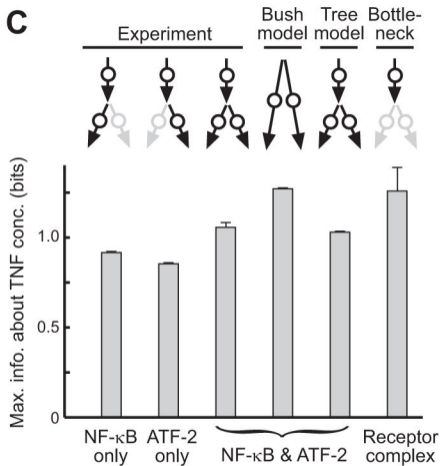 C
Experiment
Bush
model
Tree
model
Bottle-
neck
Max. info. about TNF conc. (bits)
1.0
0.5
0
NF-κB
only
ATF-2
only
NF-κB & ATF-2
Receptor
complex